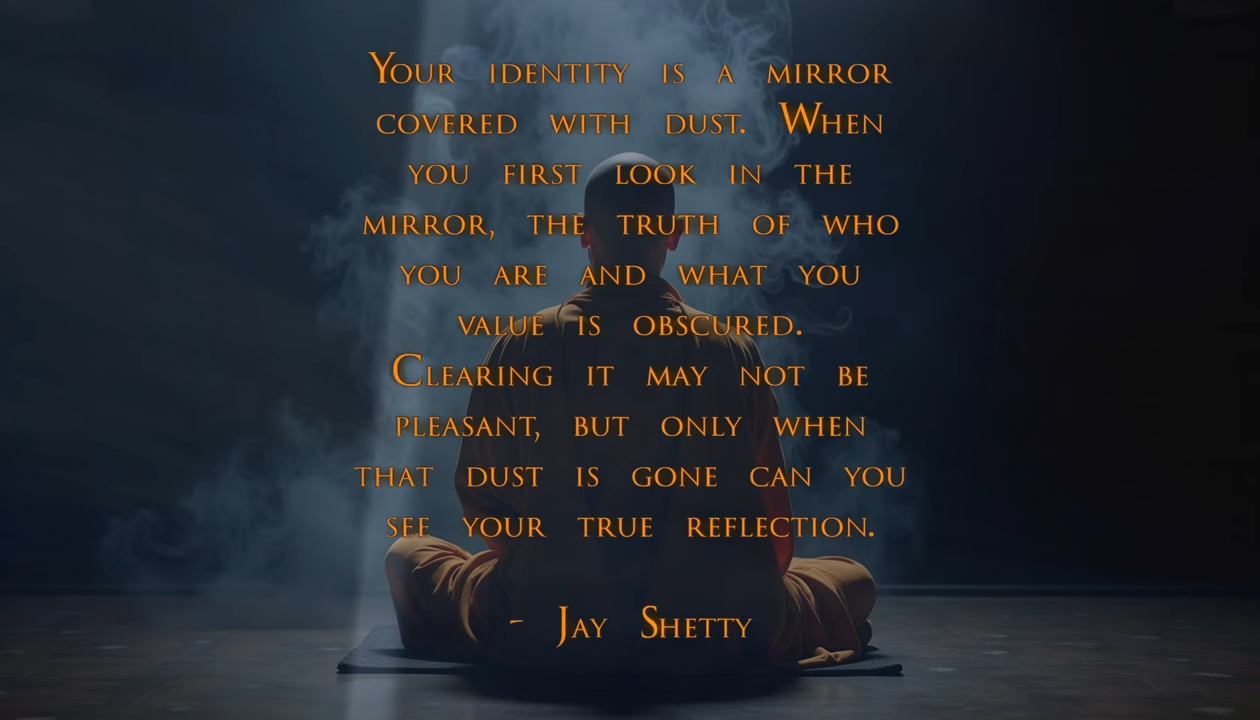 Your identity is a mirror
covered with dust. When
you first look in the
mirror, the truth of who
you are and what you
value is obscured.
Clearing it may not be
pleasant, but only when
that dust is gone can you
see your true reflection.
- Jay Shetty